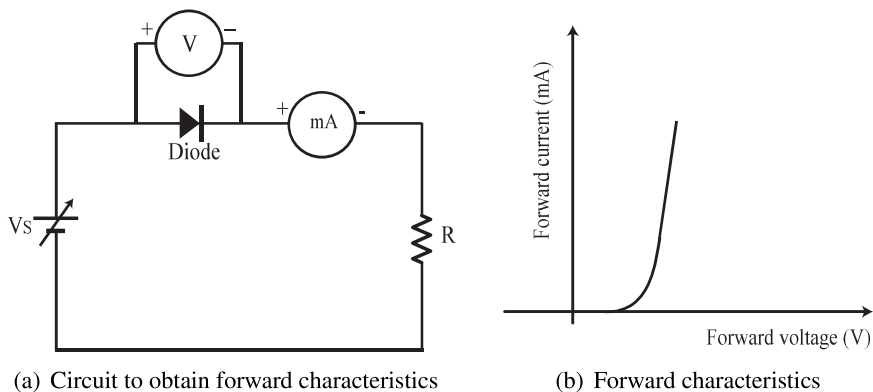 + V –
Diode
+ mA -
Vs
R
(a) Circuit to obtain forward characteristics
Forward current (mA)
Forward voltage (V)
(b) Forward characteristics